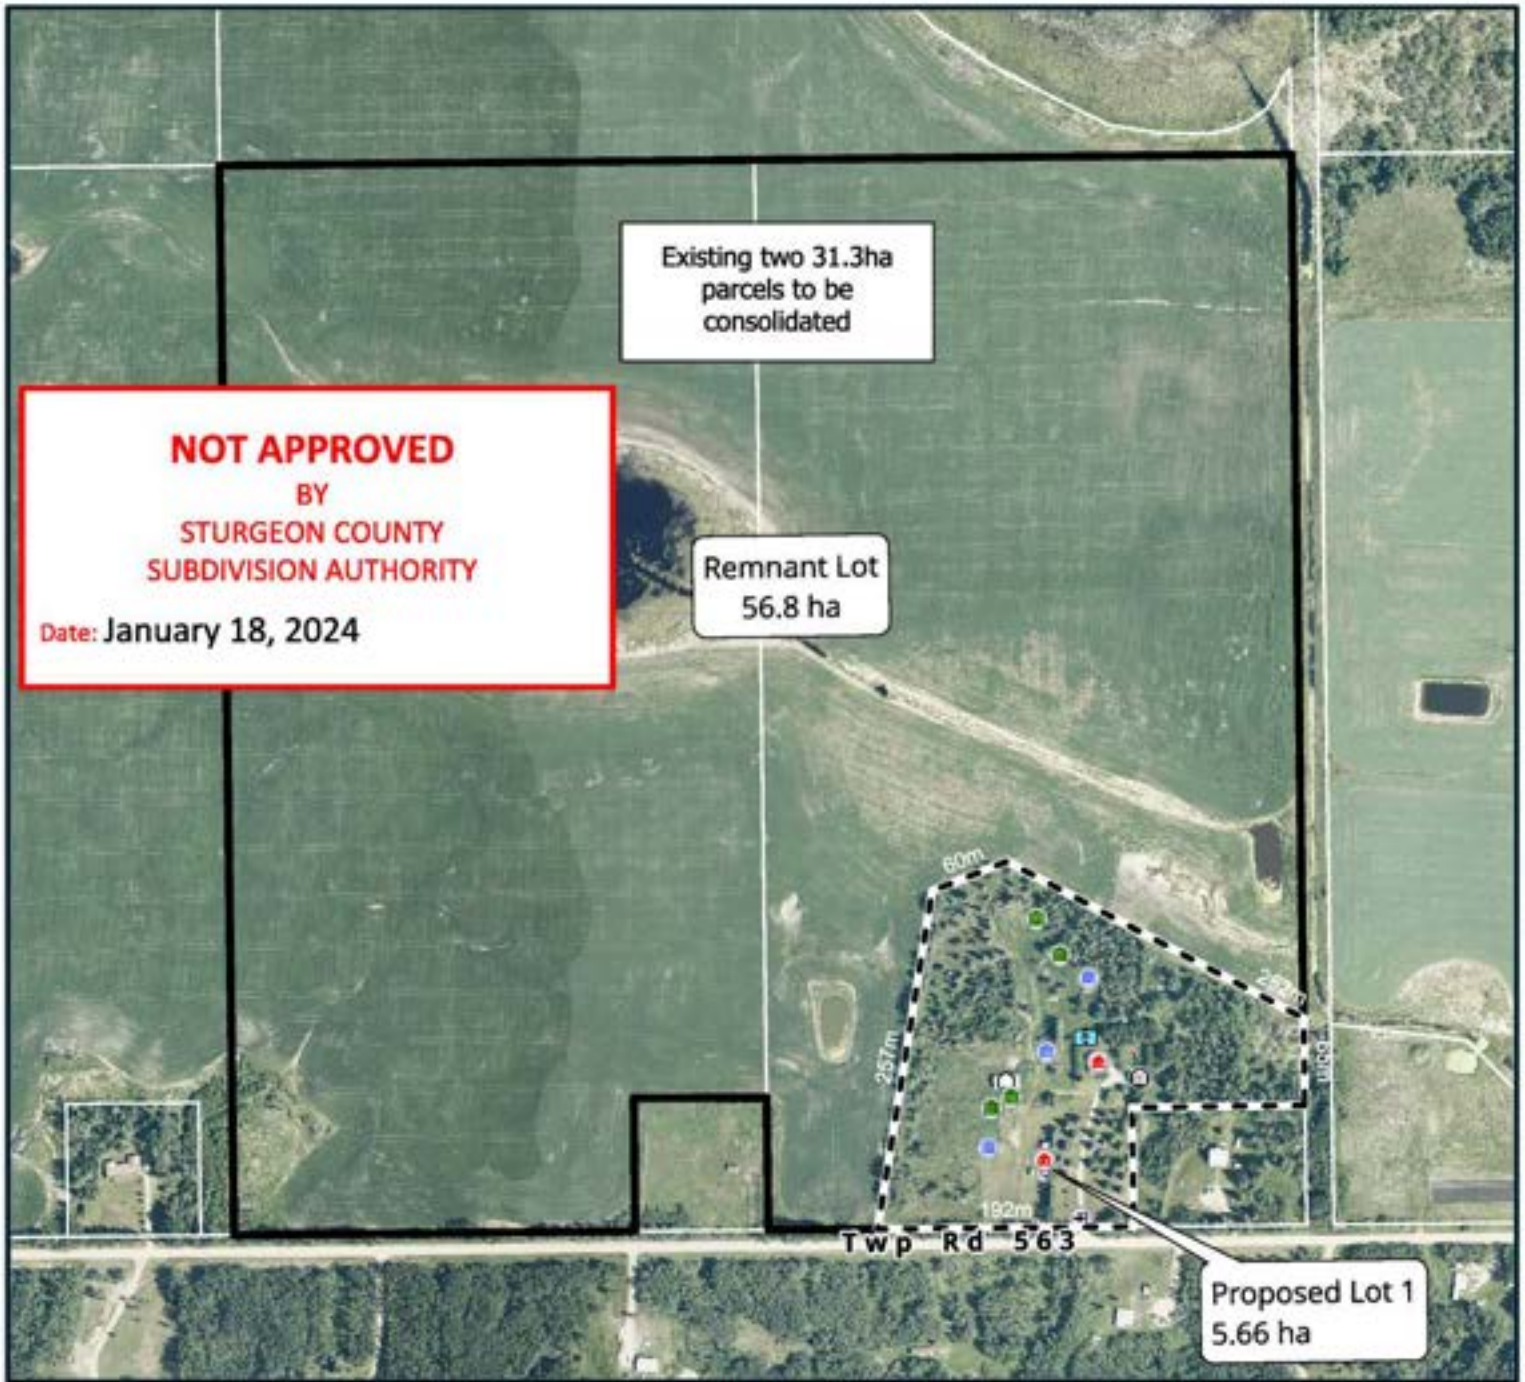 Existing two 31.3ha
parcels to be
consolidated
NOT APPROVED
BY
STURGEON COUNTY
SUBDIVISION AUTHORITY
Date: January 18, 2024
Remnant Lot
56.8 ha
60m
257m
192m
Twp Rd 563
Proposed Lot 1
5.66 ha